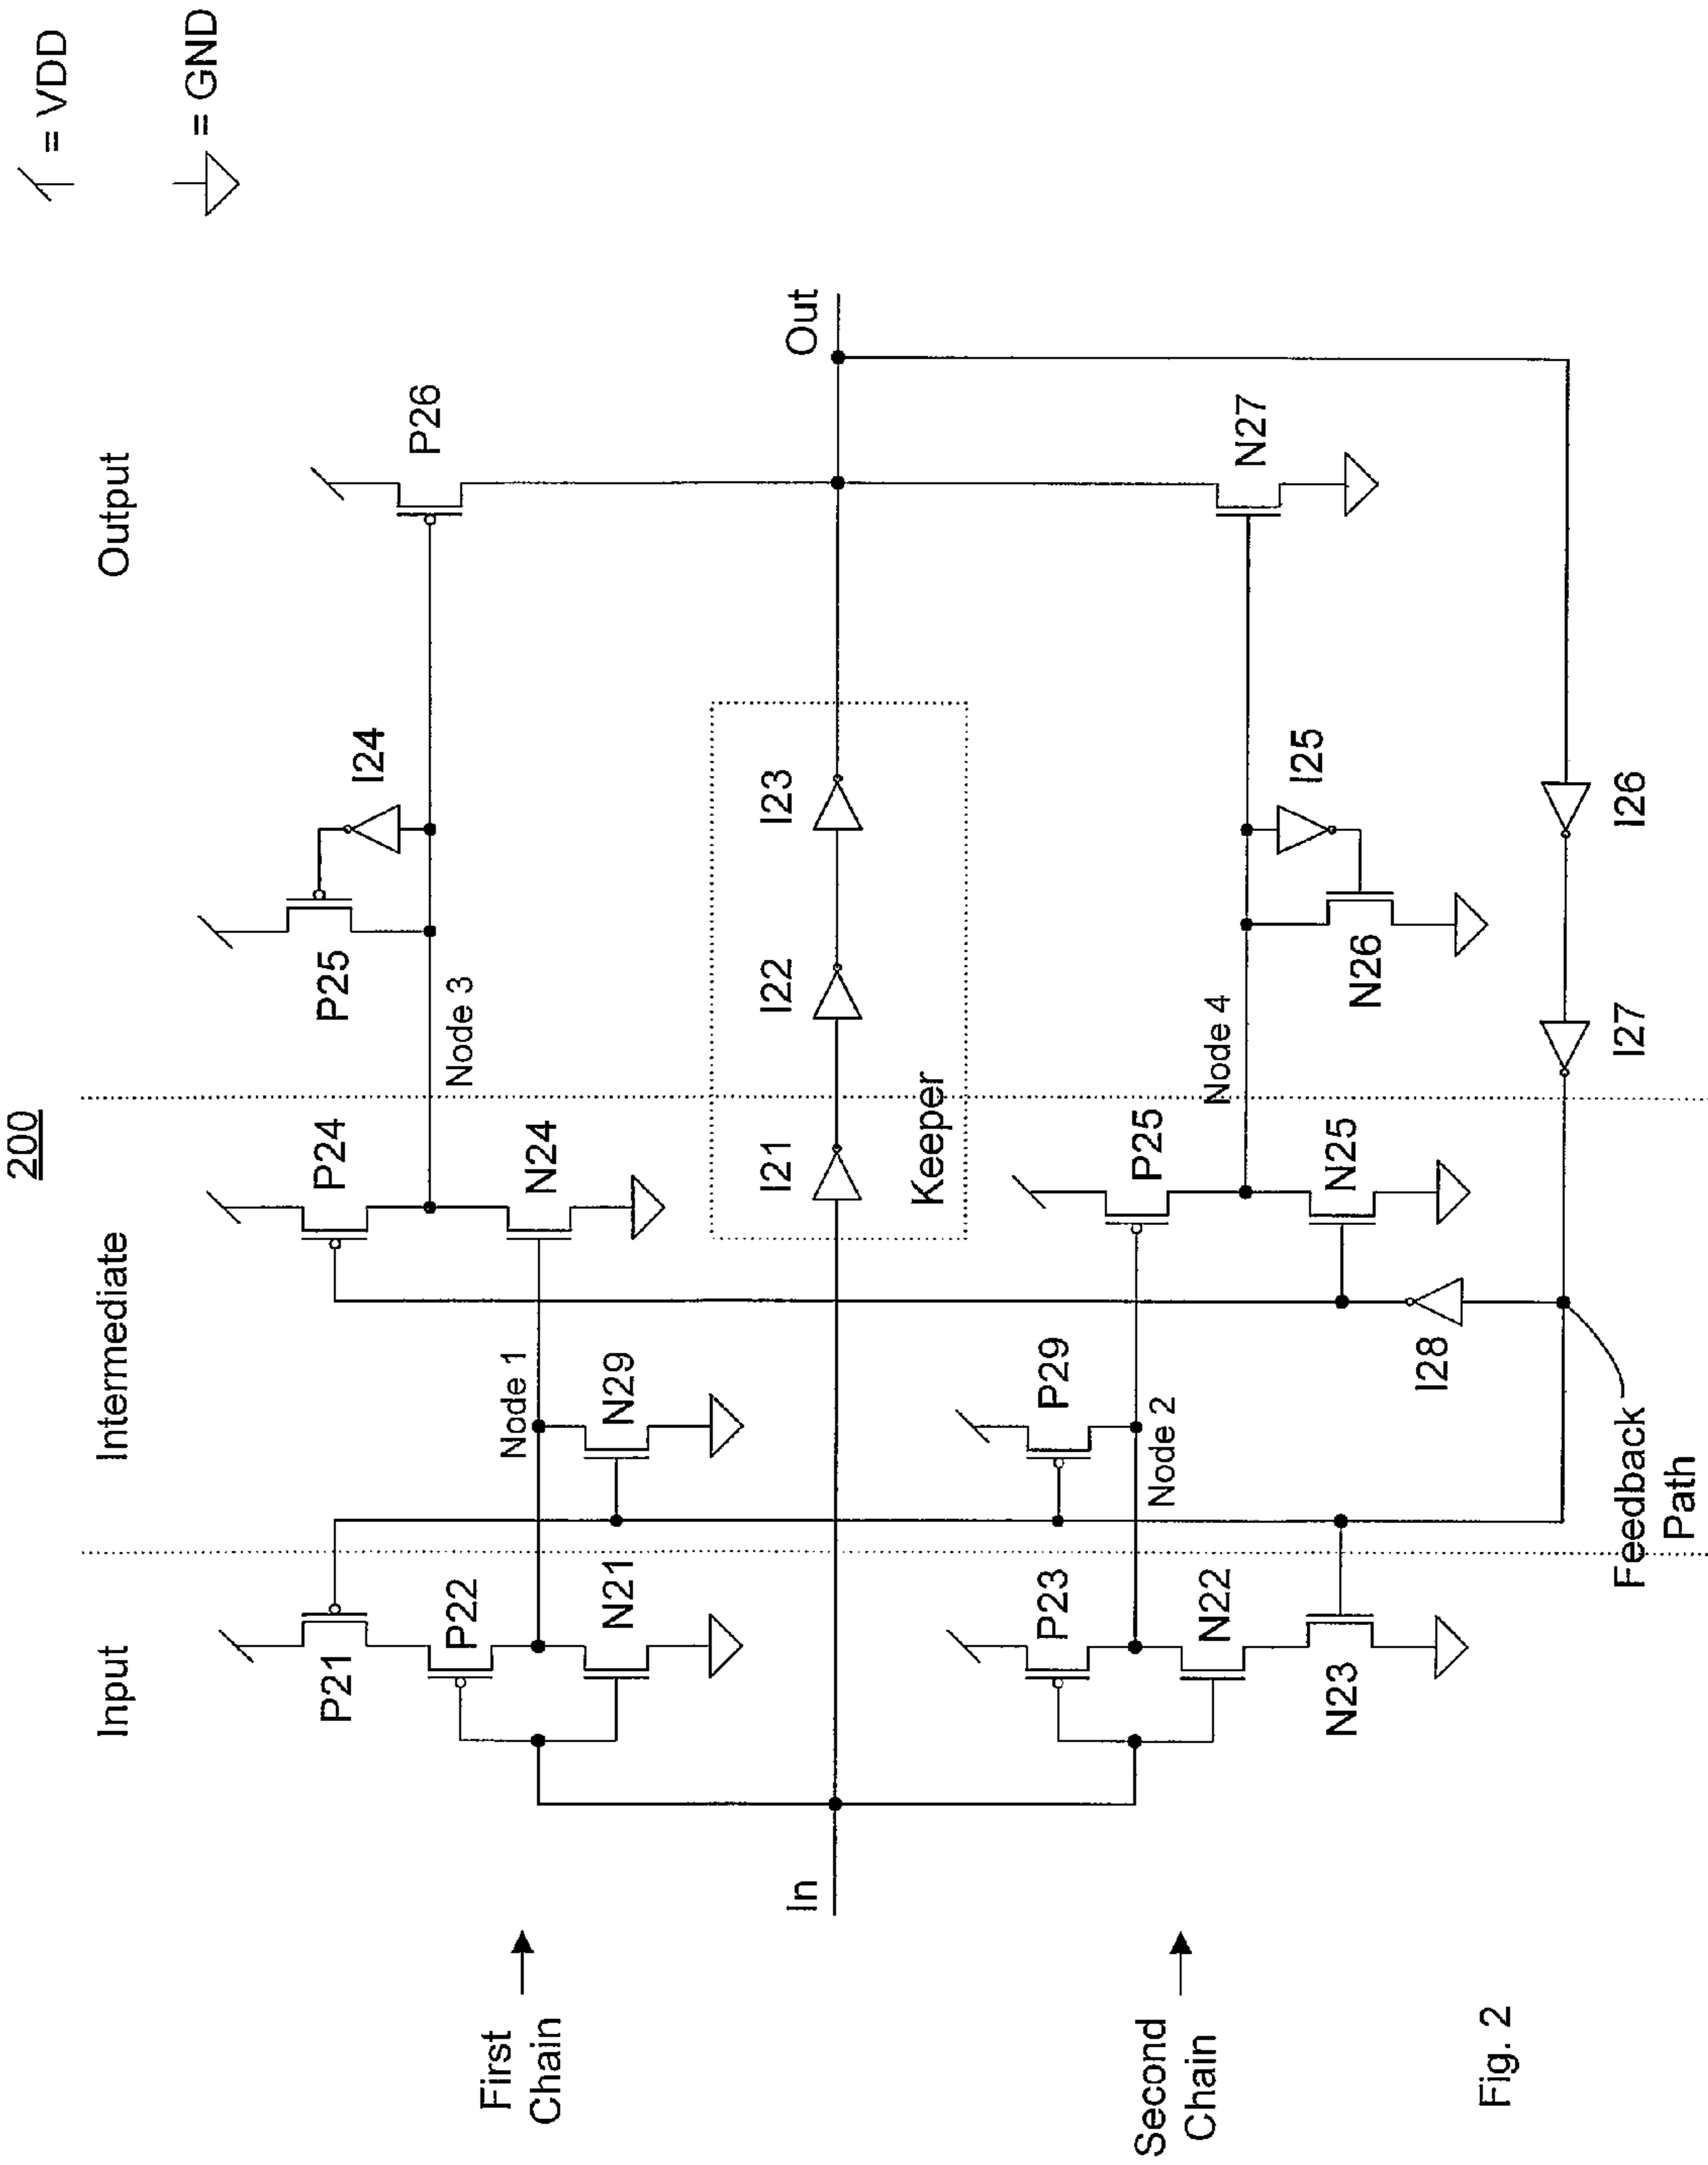 200
= VDD
= GND
Input
Intermediate
Output
P21
P22
N21
Node 1
N29
P24
N24
Node 3
P25
I24
P26
First
Chain
In
I21
I22
I23
Keeper
Out
Second
Chain
P23
N22
N23
P29
Node 2
P25
N25
Node 4
N26
I25
N27
I28
I27
I26
Feedback
Path
Fig. 2